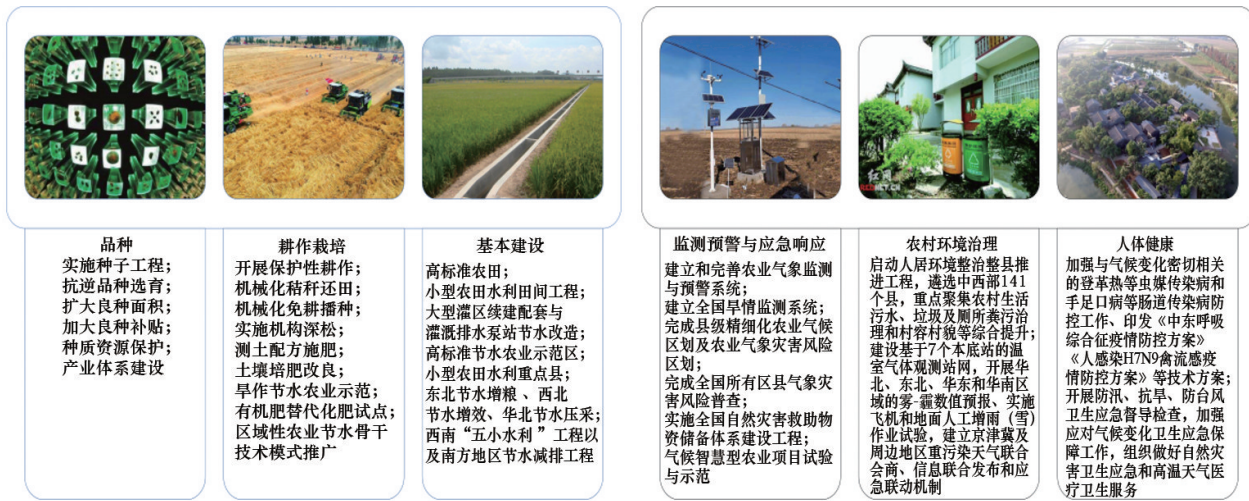 红网
REDNET.CN
品种
实施种子工程；
抗逆品种选育；
扩大良种面积；
加大良种补贴；
种质资源保护；
产业体系建设
耕作栽培
开展保护性耕作；
机械化秸秆还田；
机械化免耕播种；
实施机构深松；
测土配方施肥；
土壤培肥改良；
旱作节水农业示范；
有机肥替代化肥试点；
区域性农业节水骨干
技术模式推广
基本建设
高标准农田；
小型农田水利田间工程；
大型灌区续建配套与
灌溉排水泵站节水改造；
高标准节水农业示范区；
小型农田水利重点县；
东北节水增粮、西北
节水增效、华北节水压采；
西南“五小水利”工程以
及南方地区节水减排工程
监测预警与应急响应
建立和完善农业气象监测
与预警系统；
建立全国旱情监测系统；
完成县级精细化农业气候
区划及农业气象灾害风险
区划；
完成全国所有区县气象灾
害风险普查；
实施全国自然灾害救助物
资储备体系建设工程；
气候智慧型农业项目试验
与示范
农村环境治理
启动人居环境整治整县推
进工程，遴选中西部141
个县，重点聚集农村生活
污水、垃圾及厕所粪污治
理和村容村貌等综合提升；
建设基于7个本底站的温
室气体观测站网，开展华
北、东北、华东和华南区
域的雾-霾数值预报、实施
飞机和地面人工增雨（雪）
作业试验，建立京津冀及
周边地区重污染天气联合
会商、信息联合发布和应
急联动机制
人体健康
加强与气候变化密切相关
的登革热等虫媒传染病和
手足口病等肠道传染病防
控工作、印发《中东呼吸
综合征疫情防控方案》
《人感染H7N9禽流感疫
情防控方案》等技术方案；
开展防汛、抗旱、防台风
卫生应急督导检查，加强
应对气候变化卫生应急保
障工作，组织做好自然灾
害卫生应急和高温天气医
疗卫生服务